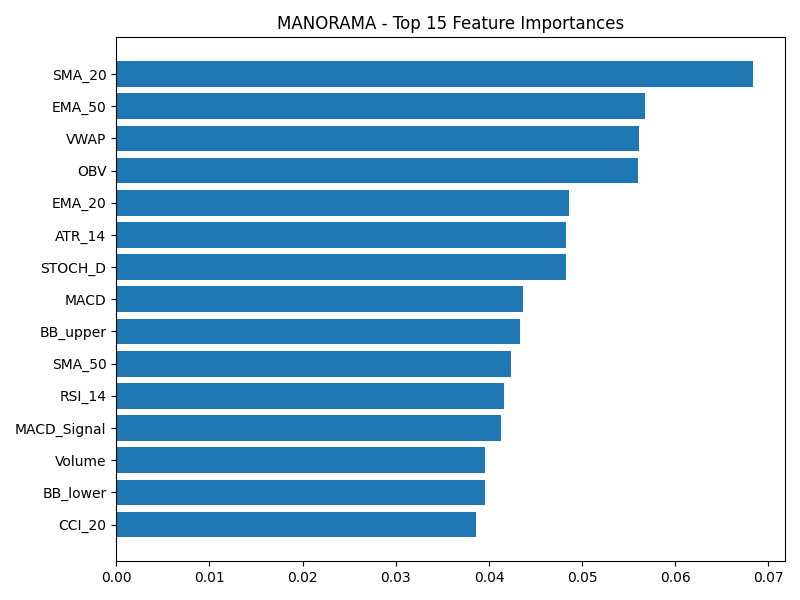 MANORAMA - Top 15 Feature Importances
SMA_20
EMA_50
VWAP
OBV
EMA_20
ATR_14
STOCH_D
MACD
BB_upper
SMA_50
RSI_14
MACD_Signal
Volume
BB_lower
CCI_20
0.00 0.01 0.02 0.03 0.04 0.05 0.06 0.07